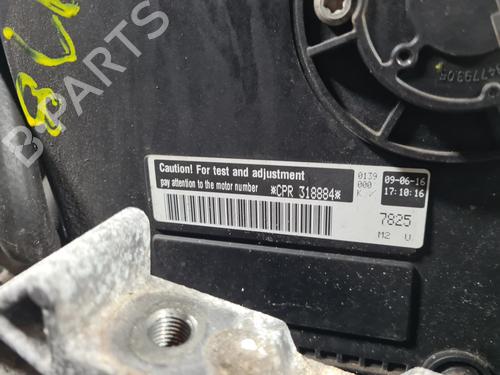 B-PARTS
Caution! For test and adjustment
pay attention to the motor number *CPR 318884*
0139
000
K
09-06-16
17:10:16
7825
M2 U